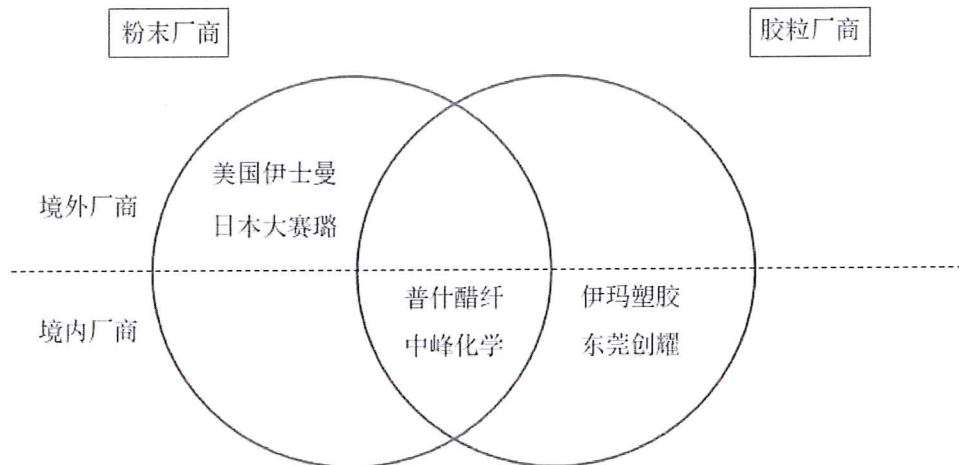 粉末厂商
胶粒厂商
美国伊士曼
境外厂商
日本大赛璐
普什醋纤
伊玛塑胶
境内厂商
中峰化学
东莞创耀